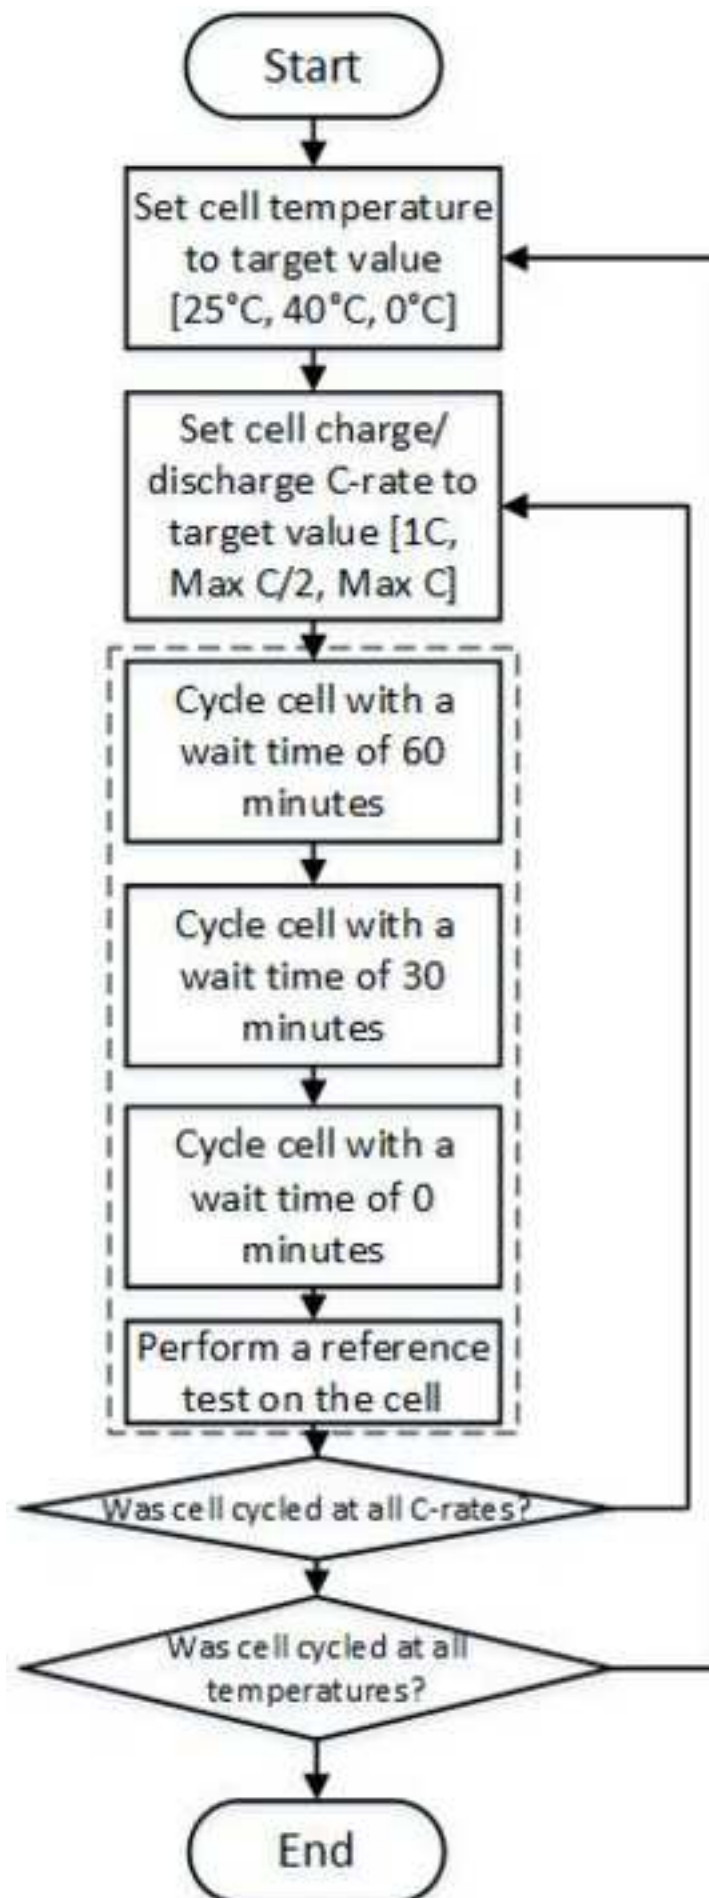 Start
Set cell temperature
to target value
[25°C, 40°C, 0°C]
Set cell charge/
discharge C-rate to
target value [1C,
Max C/2, Max C]
Cycle cell with a
wait time of 60
minutes
Cycle cell with a
wait time of 30
minutes
Cycle cell with a
wait time of 0
minutes
Perform a reference
test on the cell
Was cell cycled at all C-rates?
Was cell cycled at all
temperatures?
End